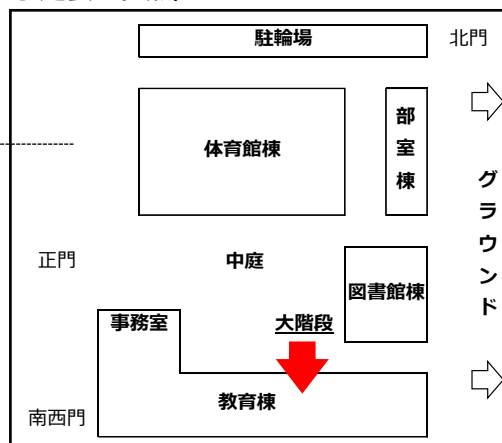 駐輪場
北門
体育館棟
部室棟
グラウンド
正門
中庭
図書館棟
事務室
大階段
教育棟
南西門